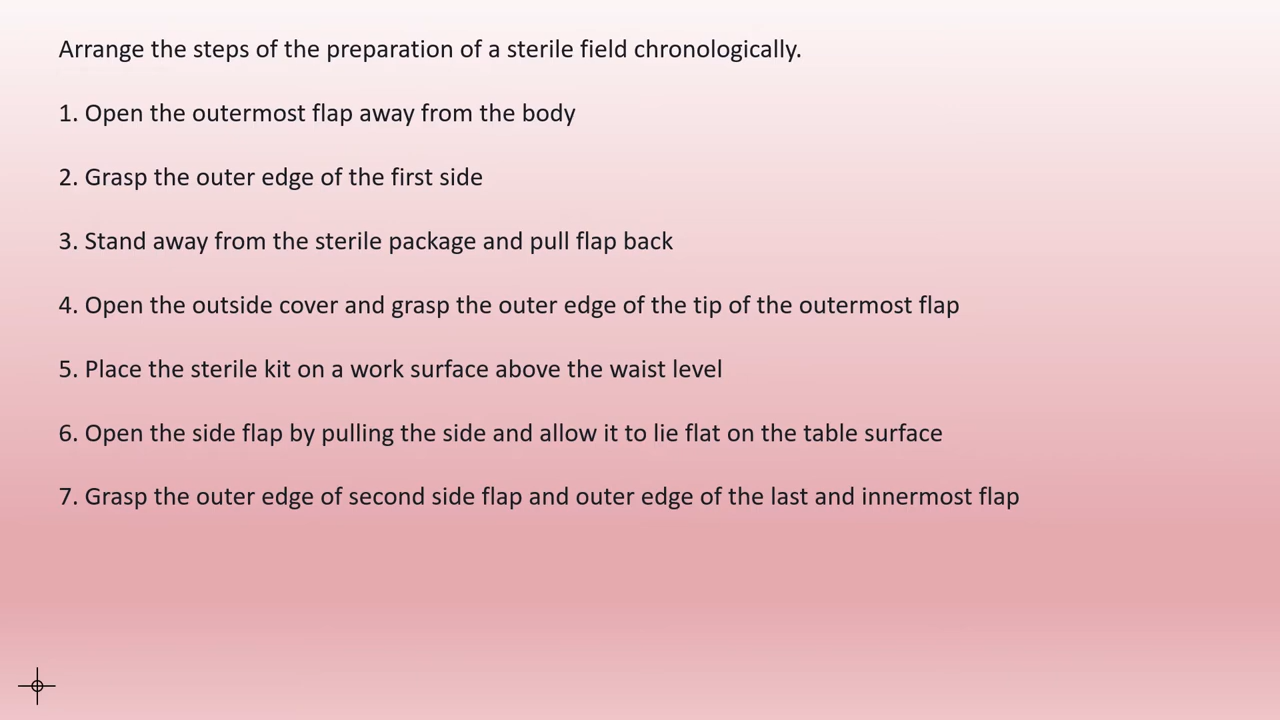 Arrange the steps of the preparation of a sterile field chronologically.
1. Open the outermost flap away from the body
2. Grasp the outer edge of the first side
3. Stand away from the sterile package and pull flap back
4. Open the outside cover and grasp the outer edge of the tip of the outermost flap
5. Place the sterile kit on a work surface above the waist level
6. Open the side flap by pulling the side and allow it to lie flat on the table surface
7. Grasp the outer edge of second side flap and outer edge of the last and innermost flap